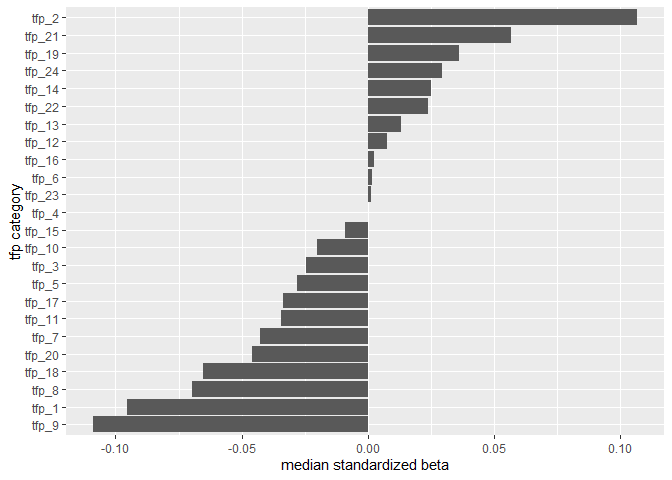 tfp_2
tfp_21
tfp_19
tfp_24
tfp_14
tfp_22
tfp_13
tfp_12
tfp_16
tfp_6
tfp_23
tfp_4
tfp_15
tfp_10
tfp_3
tfp_5
tfp_17
tfp_11
tfp_7
tfp_20
tfp_18
tfp_8
tfp_1
tfp_9
tfp category
-0.10 -0.05 0.00 0.05 0.10
median standardized beta